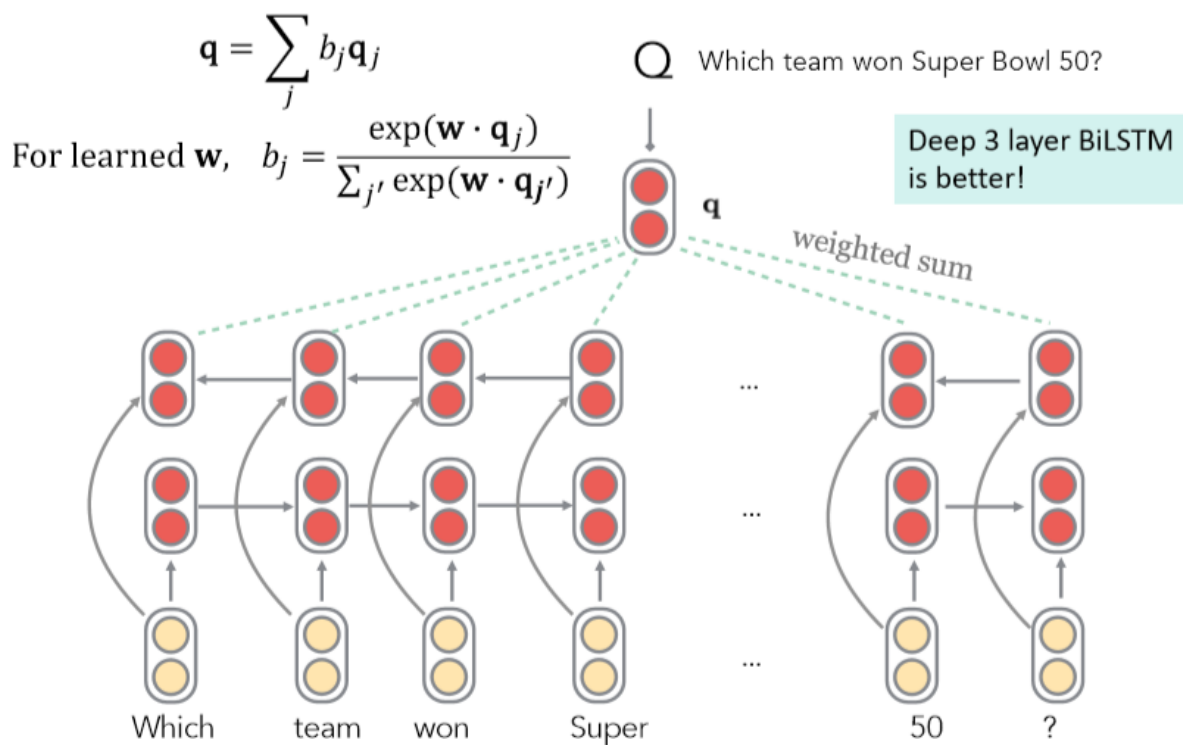 q = ∑_j b_j q_j
Q Which team won Super Bowl 50?
For learned w, b_j = exp(w · q_j) / ∑_j′ exp(w · q_j′)
Deep 3 layer BiLSTM
is better!
q
weighted sum
...
...
...
Which team won Super 50 ?